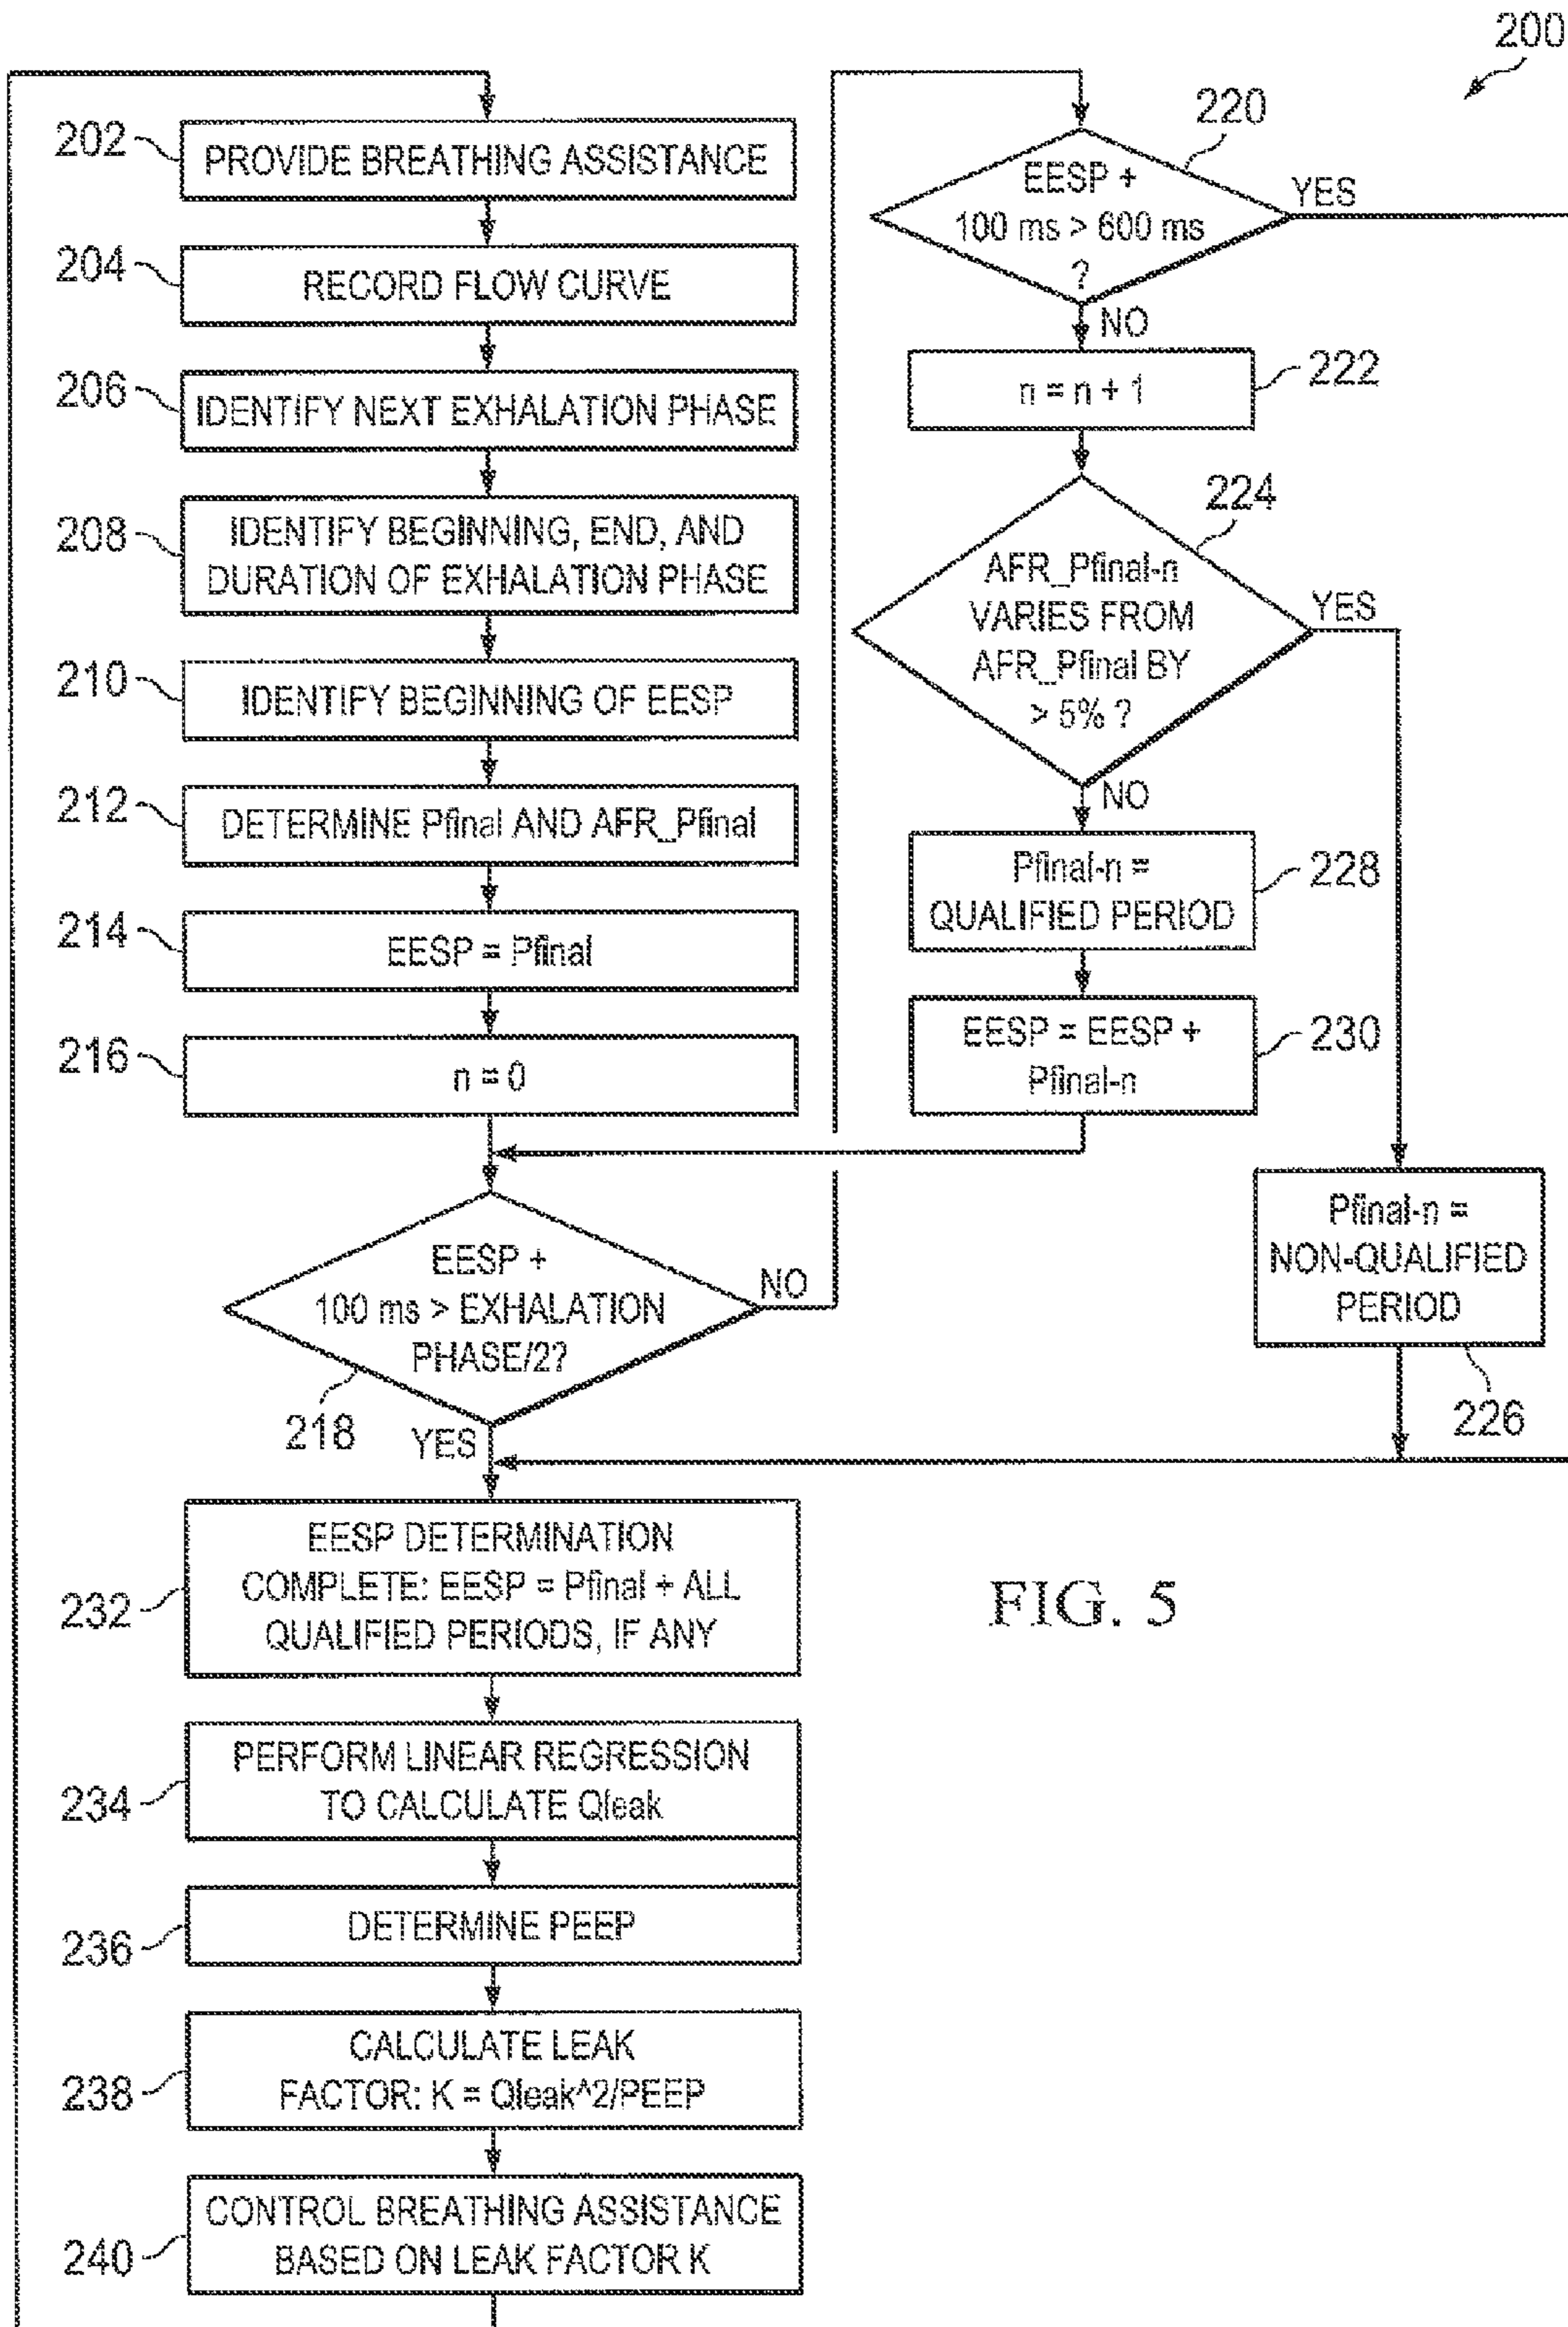 200
202
PROVIDE BREATHING ASSISTANCE
204
RECORD FLOW CURVE
206
IDENTIFY NEXT EXHALATION PHASE
208
IDENTIFY BEGINNING, END, AND
DURATION OF EXHALATION PHASE
210
IDENTIFY BEGINNING OF EESP
212
DETERMINE Pfinal AND AFR_Pfinal
214
EESP = Pfinal
216
n = 0
EESP +
100 ms > EXHALATION
PHASE/2?
218
NO
YES
220
EESP +
100 ms > 600 ms
?
YES
NO
n = n + 1
222
224
AFR_Pfinal-n
VARIES FROM
AFR_Pfinal BY
> 5% ?
YES
NO
Pfinal-n =
QUALIFIED PERIOD
228
EESP = EESP +
Pfinal-n
230
Pfinal-n =
NON-QUALIFIED
PERIOD
226
232
EESP DETERMINATION
COMPLETE: EESP = Pfinal + ALL
QUALIFIED PERIODS, IF ANY
234
PERFORM LINEAR REGRESSION
TO CALCULATE Qleak
236
DETERMINE PEEP
238
CALCULATE LEAK
FACTOR: K = Qleak^2/PEEP
240
CONTROL BREATHING ASSISTANCE
BASED ON LEAK FACTOR K
FIG. 5